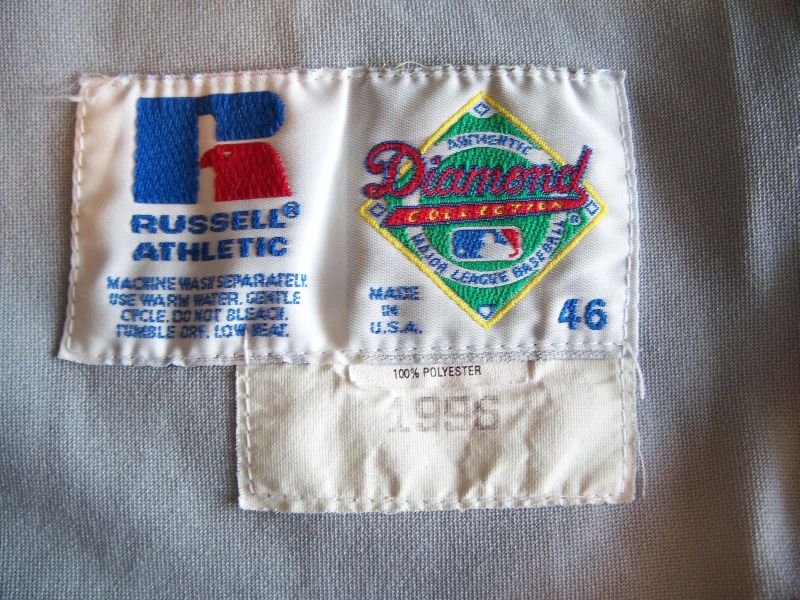 RUSSELL®
ATHLETIC
MACHINE WASH SEPARATELY.
USE WARM WATER. GENTLE
CYCLE. DO NOT BLEACH.
TUMBLE DRY. LOW HEAT.
AUTHENTIC
Diamond
COLLECTION
MAJOR LEAGUE BASEBALL®
MADE
IN
U.S.A.
46
100% POLYESTER
1996